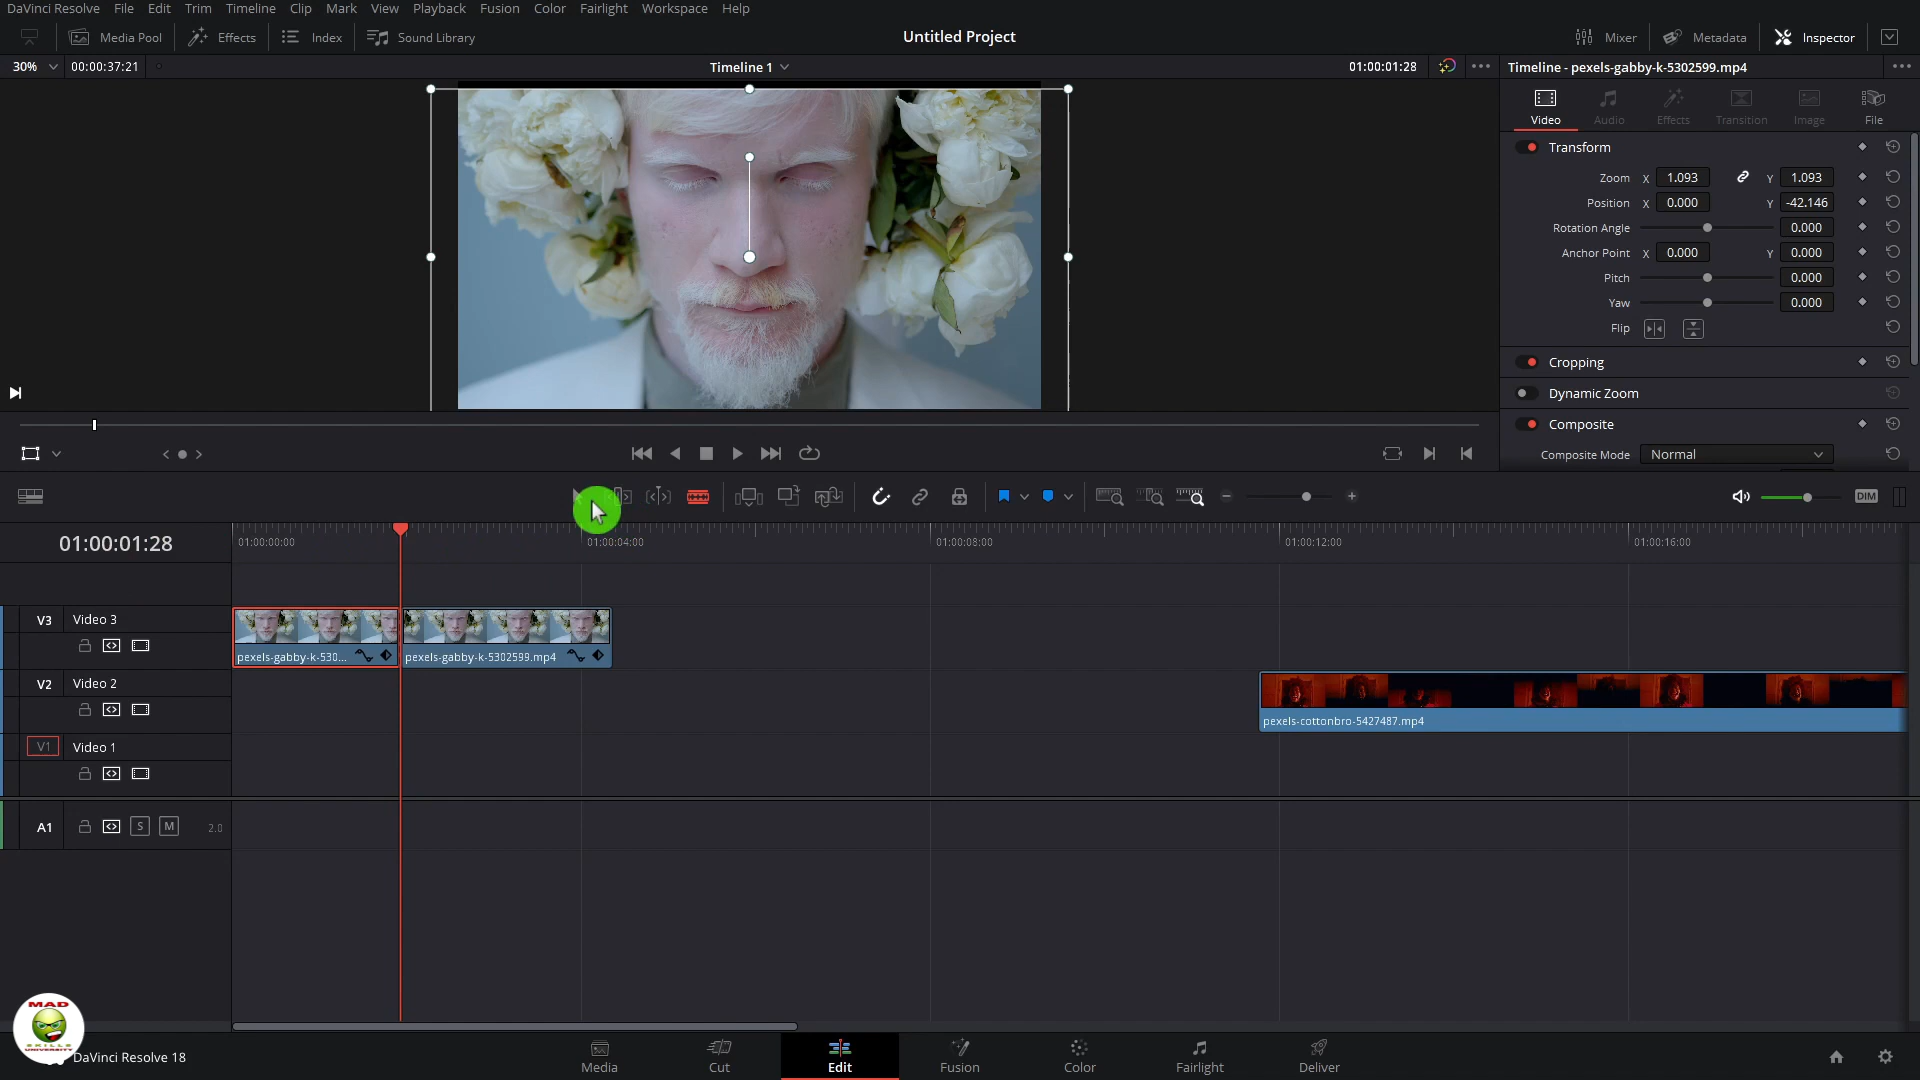 DaVinci Resolve File Edit Trim Timeline Clip Mark View Playback Fusion Color Fairlight Workspace Help
Media Pool Effects Index Sound Library Untitled Project Mixer Metadata Inspector
30% 00:00:37:21 Timeline 1 01:00:01:28 Timeline - pexels-gabby-k-5302599.mp4
Video Audio Effects Transition Image File
Transform
Zoom X 1.093 Y 1.093
Position X 0.000 Y -42.146
Rotation Angle 0.000
Anchor Point X 0.000 Y 0.000
Pitch 0.000
Yaw 0.000
Flip
Cropping
Dynamic Zoom
Composite
Composite Mode Normal
DIM
01:00:01:28 01:00:00:00 01:00:04:00 01:00:08:00 01:00:12:00 01:00:16:00
V3 Video 3
pexels-gabby-k-530... pexels-gabby-k-5302599.mp4
V2 Video 2
pexels-cottonbro-5427487.mp4
V1 Video 1
A1 S M 2.0
MAD
SKILLS
UNIVERSITY
DaVinci Resolve 18
Media Cut Edit Fusion Color Fairlight Deliver